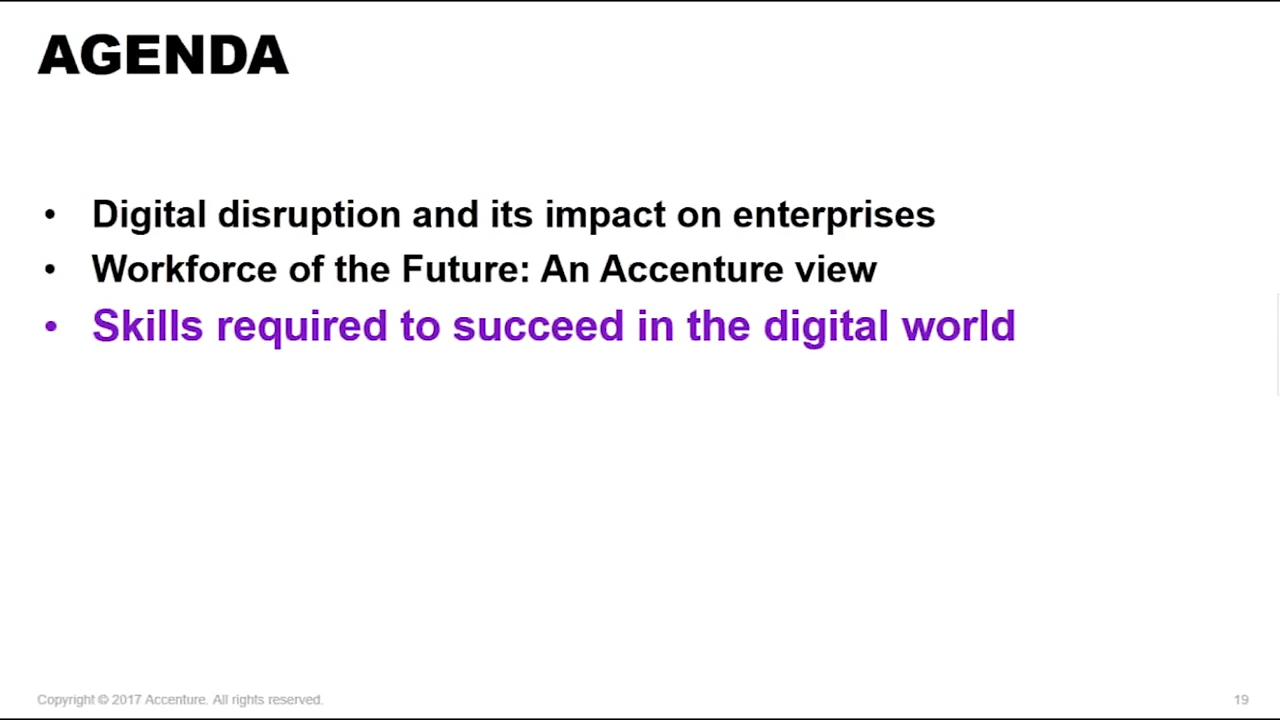 AGENDA
• Digital disruption and its impact on enterprises
• Workforce of the Future: An Accenture view
• Skills required to succeed in the digital world
Copyright © 2017 Accenture. All rights reserved.
19